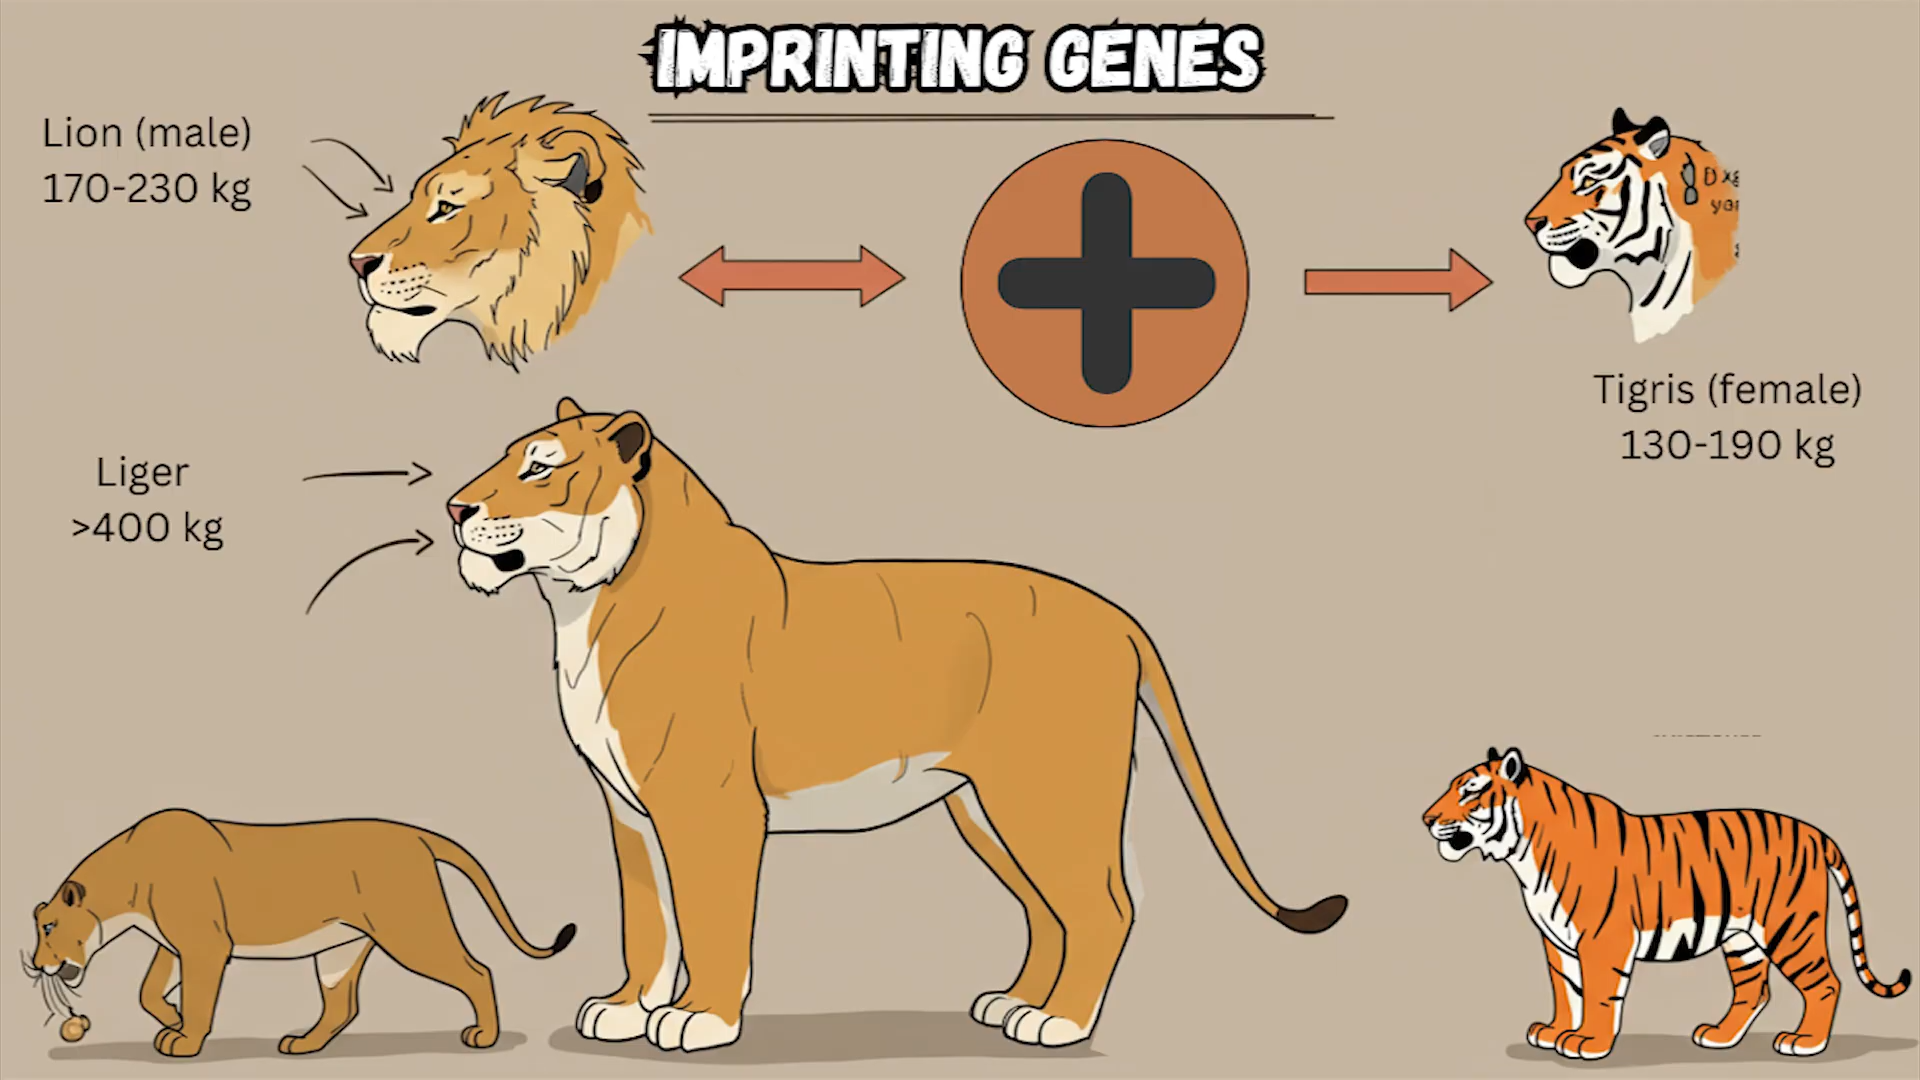 IMPRINTING GENES
Lion (male)
170-230 kg
Tigris (female)
130-190 kg
Liger
>400 kg